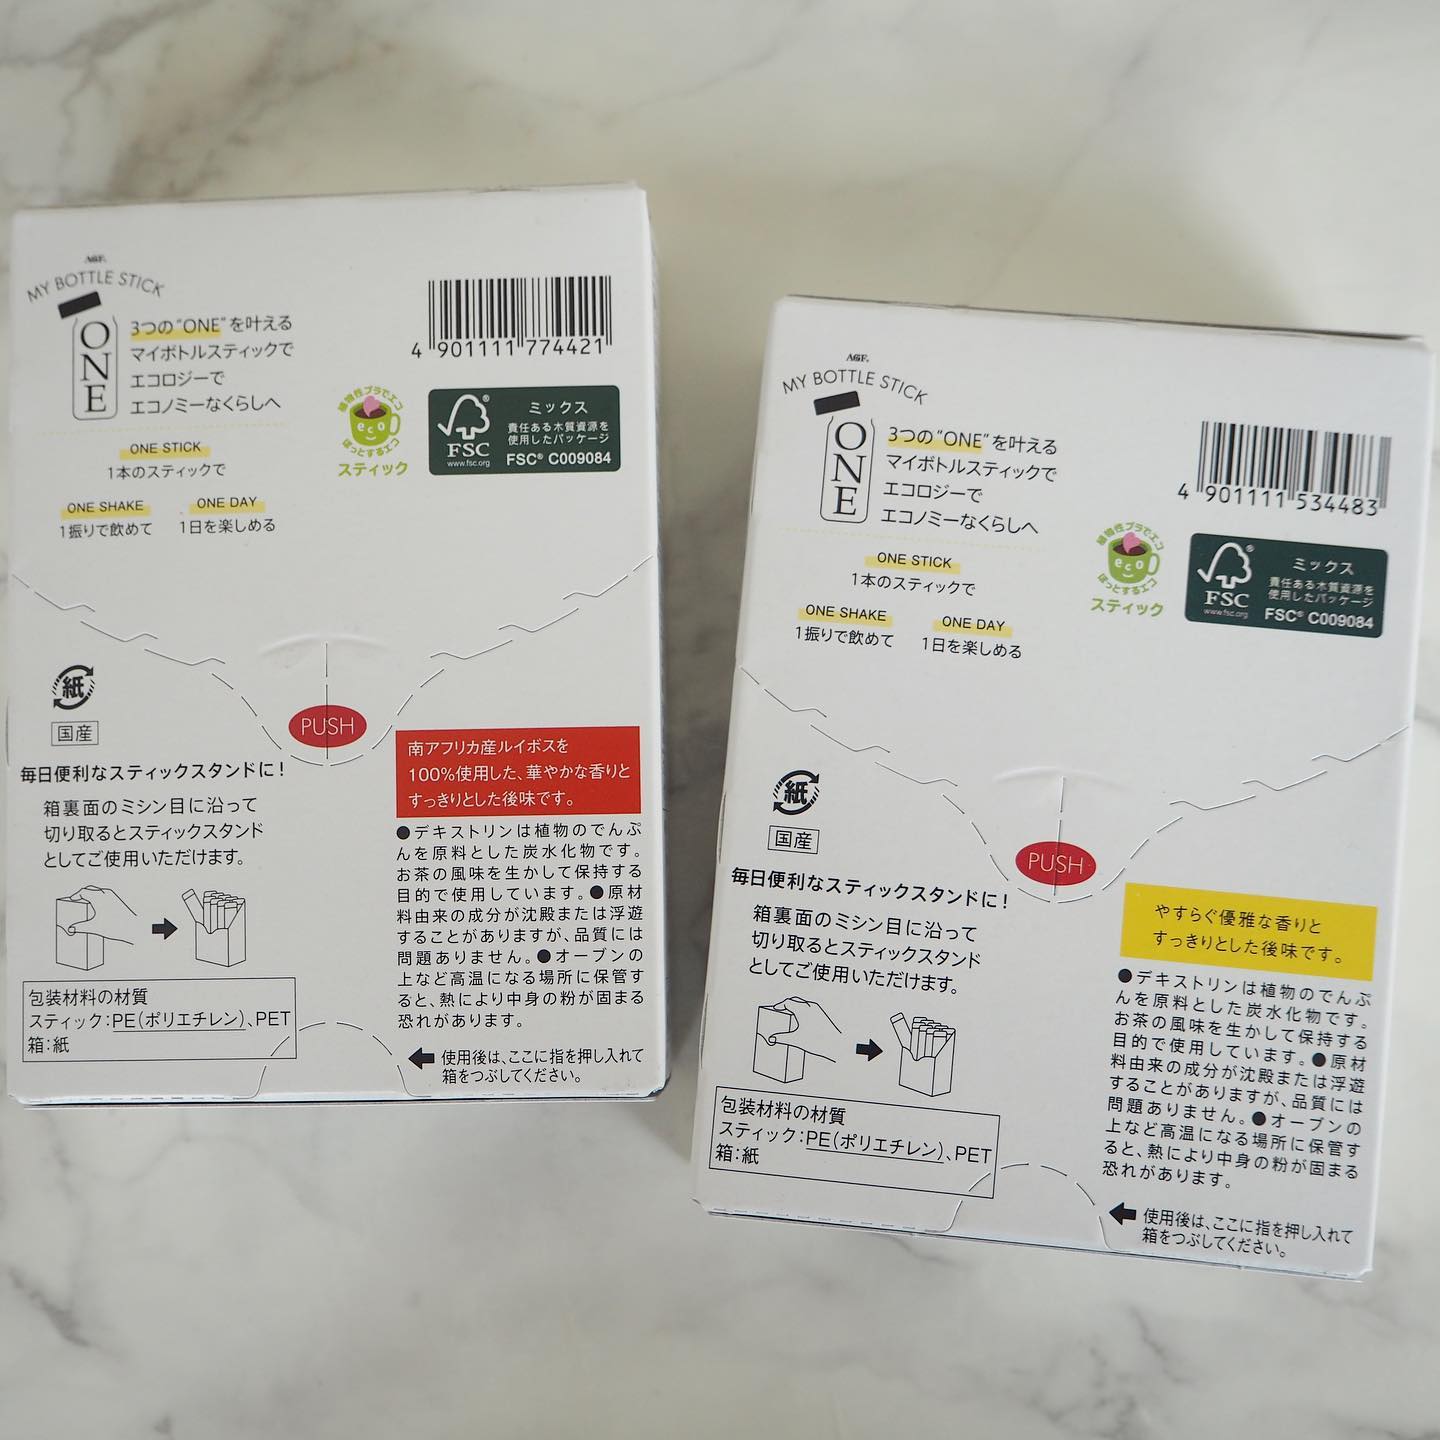 AGF.
MY BOTTLE STICK
ONE
3つの"ONE"を叶える
マイボトルスティックで
エコロジーで
エコノミーなくらしへ
ONE STICK
1本のスティックで
ONE SHAKE
1振りで飲めて
ONE DAY
1日を楽しめる
4 901111 774421
植物性プラでエコ
eco
ほっとするエコ
スティック
FSC
www.fsc.org
ミックス
責任ある木質資源を
使用したパッケージ
FSC® C009084
紙
国産
PUSH
毎日便利なスティックスタンドに!
箱裏面のミシン目に沿って
切り取るとスティックスタンド
としてご使用いただけます。
包装材料の材質
スティック:PE(ポリエチレン)、PET
箱:紙
南アフリカ産ルイボスを
100%使用した、華やかな香りと
すっきりとした後味です。
●デキストリンは植物のでんぷ
んを原料とした炭水化物です。
お茶の風味を生かして保持する
目的で使用しています。●原材
料由来の成分が沈殿または浮遊
することがありますが、品質には
問題ありません。●オーブンの
上など高温になる場所に保管す
ると、熱により中身の粉が固まる
恐れがあります。
使用後は、ここに指を押し入れて
箱をつぶしてください。
AGF.
MY BOTTLE STICK
ONE
3つの"ONE"を叶える
マイボトルスティックで
エコロジーで
エコノミーなくらしへ
ONE STICK
1本のスティックで
ONE SHAKE
1振りで飲めて
ONE DAY
1日を楽しめる
4 901111 534483
植物性プラでエコ
eco
ほっとするエコ
スティック
FSC
www.fsc.org
ミックス
責任ある木質資源を
使用したパッケージ
FSC® C009084
紙
国産
PUSH
毎日便利なスティックスタンドに!
箱裏面のミシン目に沿って
切り取るとスティックスタンド
としてご使用いただけます。
包装材料の材質
スティック:PE(ポリエチレン)、PET
箱:紙
やすらぐ優雅な香りと
すっきりとした後味です。
●デキストリンは植物のでんぷ
んを原料とした炭水化物です。
お茶の風味を生かして保持する
目的で使用しています。●原材
料由来の成分が沈殿または浮遊
することがありますが、品質には
問題ありません。●オーブンの
上など高温になる場所に保管す
ると、熱により中身の粉が固まる
恐れがあります。
使用後は、ここに指を押し入れて
箱をつぶしてください。